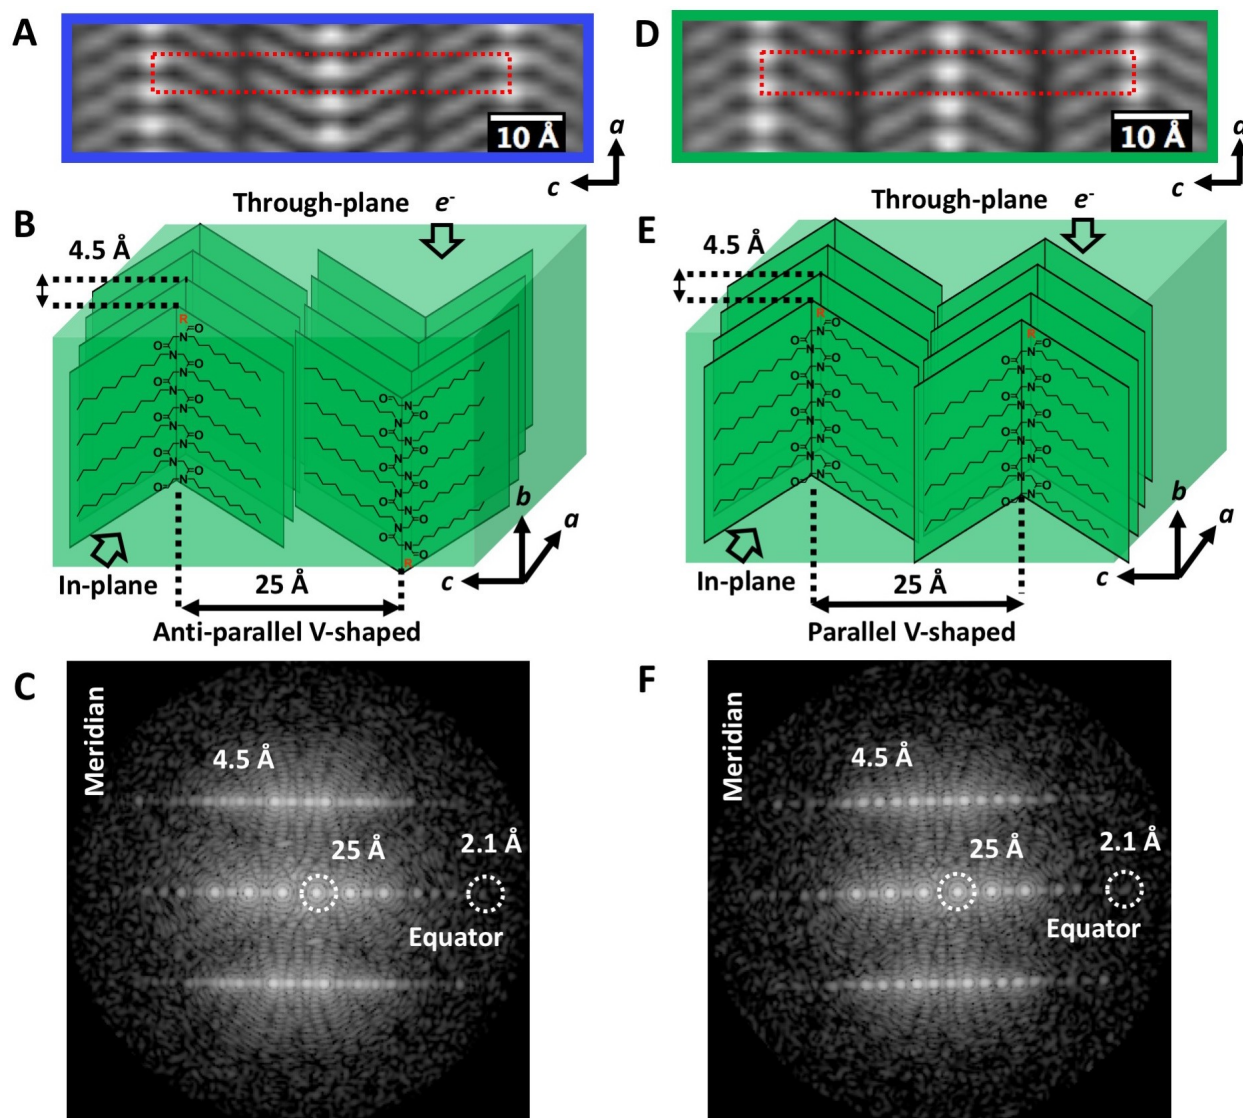 A
D
10 Å
a
c
10 Å
a
c
Through-plane
e-
B
4.5 Å
R
In-plane
25 Å
Anti-parallel V-shaped
b
a
c
Through-plane
e-
E
4.5 Å
R
R
In-plane
25 Å
Parallel V-shaped
b
a
c
C
Meridian
4.5 Å
25 Å
2.1 Å
Equator
F
Meridian
4.5 Å
25 Å
2.1 Å
Equator